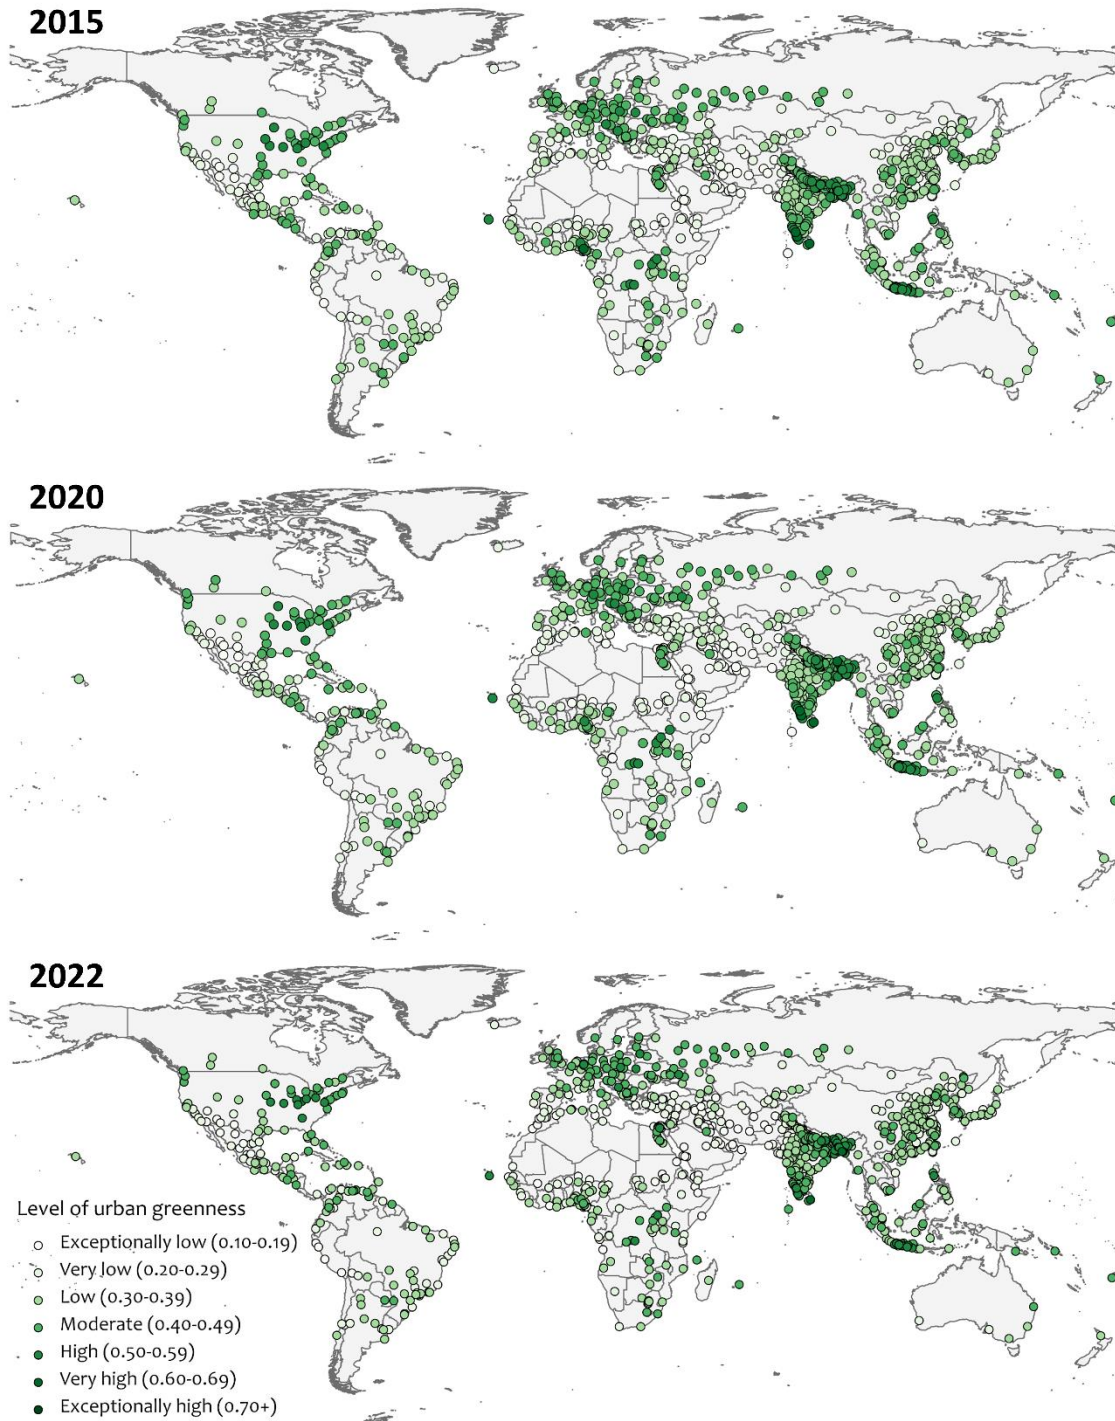 2015
2020
2022
Level of urban greenness
Exceptionally low (0.10-0.19)
Very low (0.20-0.29)
Low (0.30-0.39)
Moderate (0.40-0.49)
High (0.50-0.59)
Very high (0.60-0.69)
Exceptionally high (0.70+)